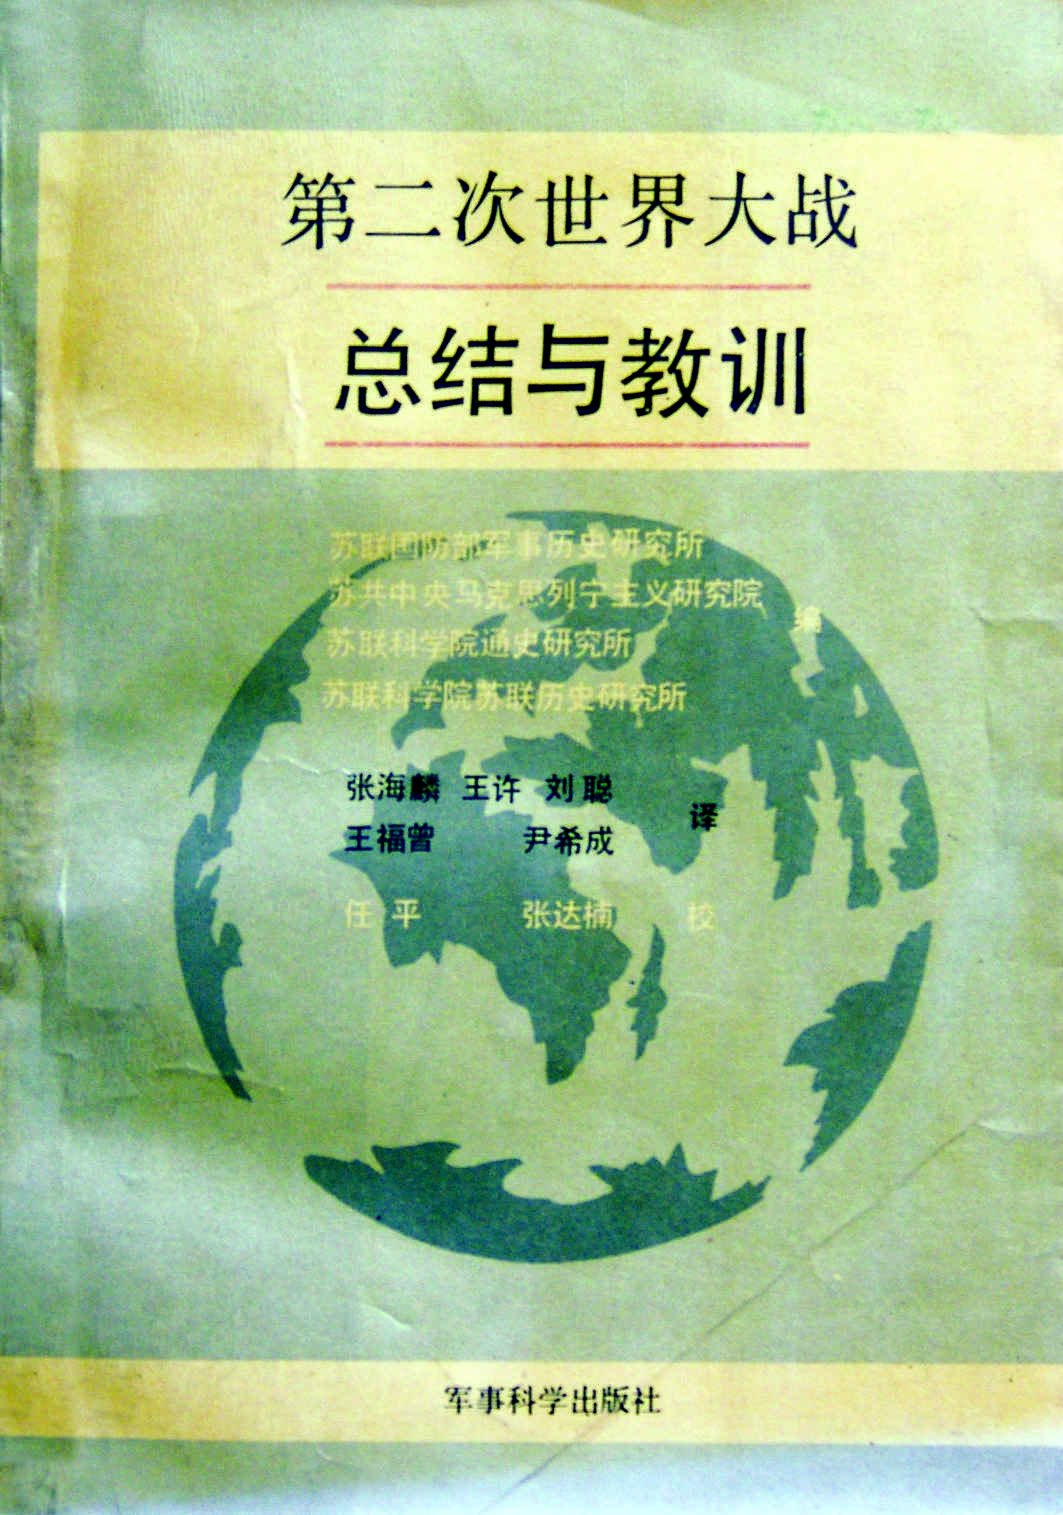 第二次世界大战
总结与教训
苏联国防部军事历史研究所
苏共中央马克思列宁主义研究院
编
苏联科学院通史研究所
苏联科学院苏联历史研究所
张海麟 王许 刘聪
译
王福曾 尹希成
任平 张达楠 校
军事科学出版社